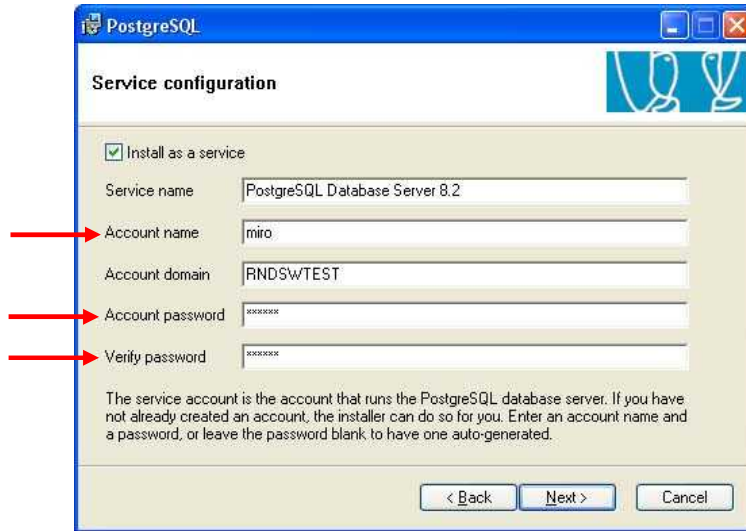 PostgreSQL
Service configuration
Install as a service
Service name PostgreSQL Database Server 8.2
Account name miro
Account domain RNDSWTEST
Account password ******
Verify password ******
The service account is the account that runs the PostgreSQL database server. If you have
not already created an account, the installer can do so for you. Enter an account name and
a password, or leave the password blank to have one auto-generated.
< Back Next > Cancel